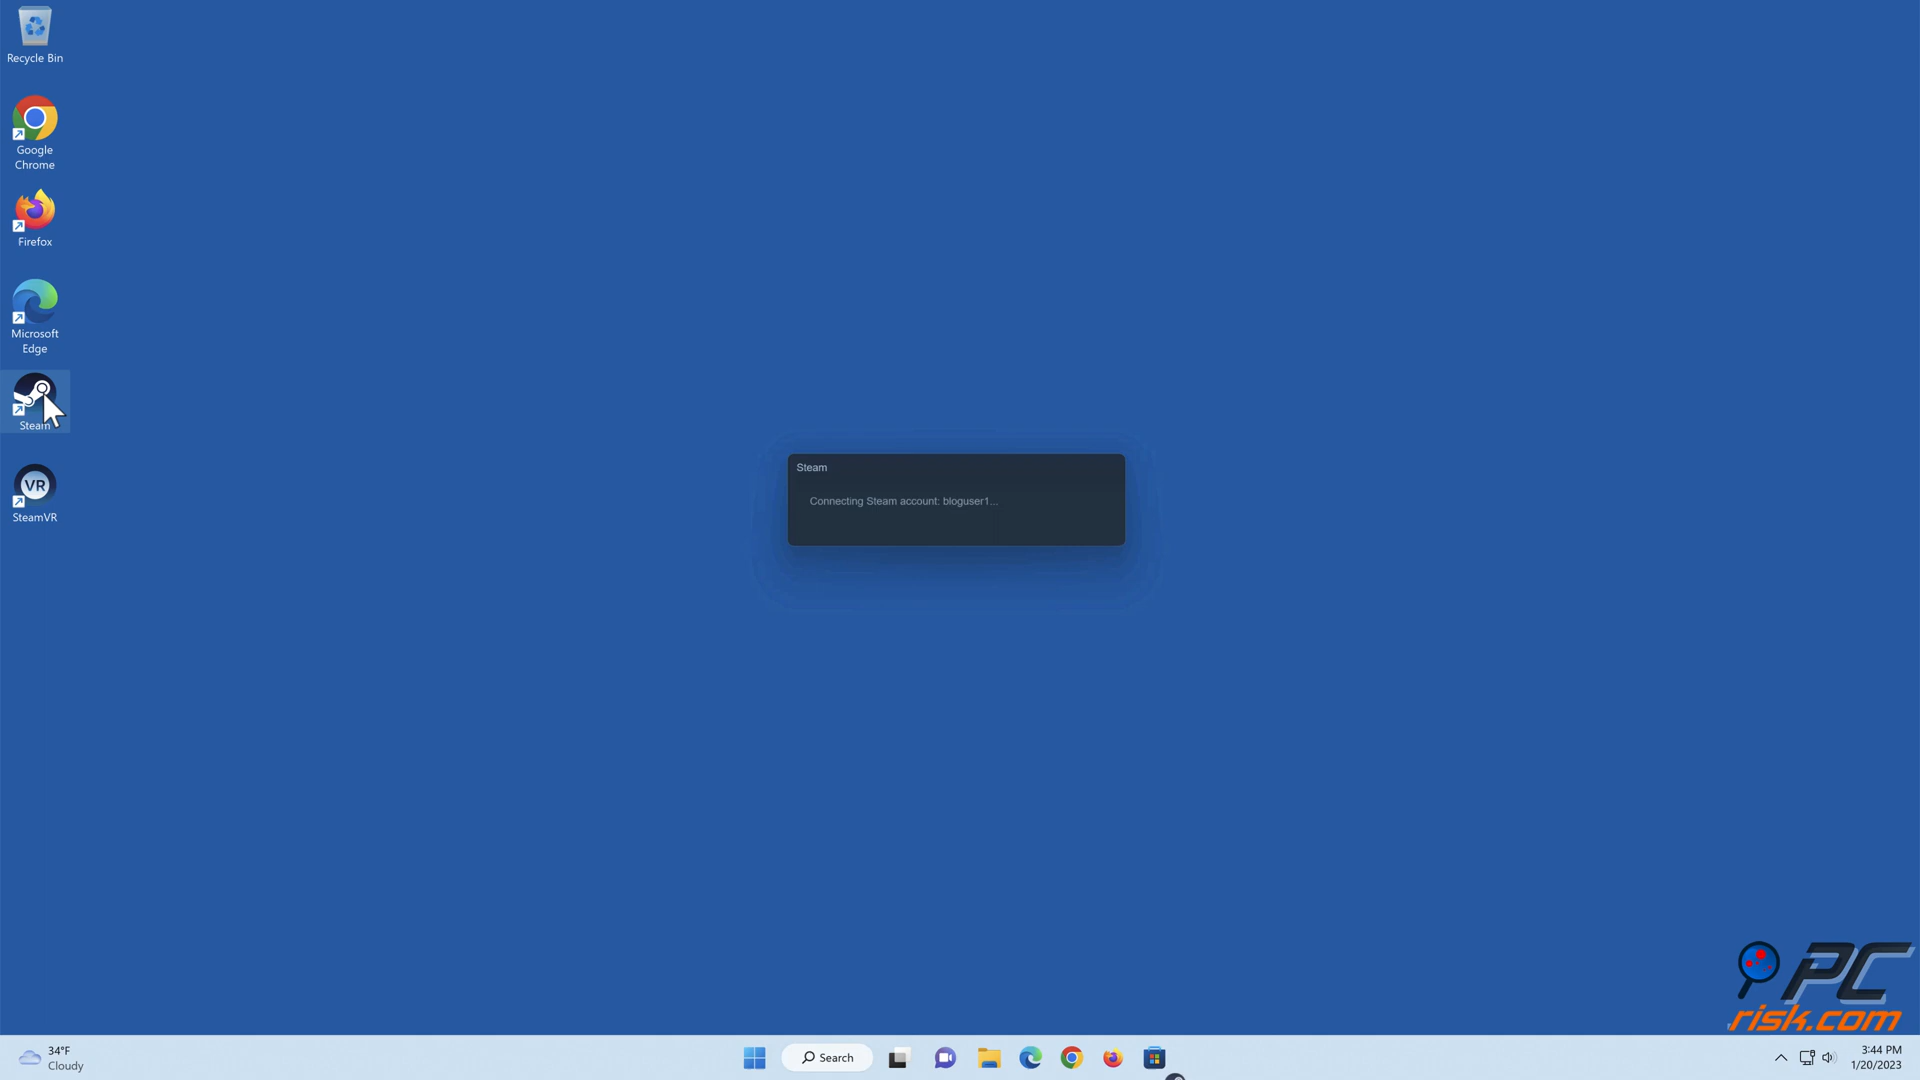 Recycle Bin
Google
Chrome
Firefox
Microsoft
Edge
Steam
VR
SteamVR
Steam
Connecting Steam account: bloguser1...
PC
risk.com
34°F
Cloudy
Search
3:44 PM
1/20/2023